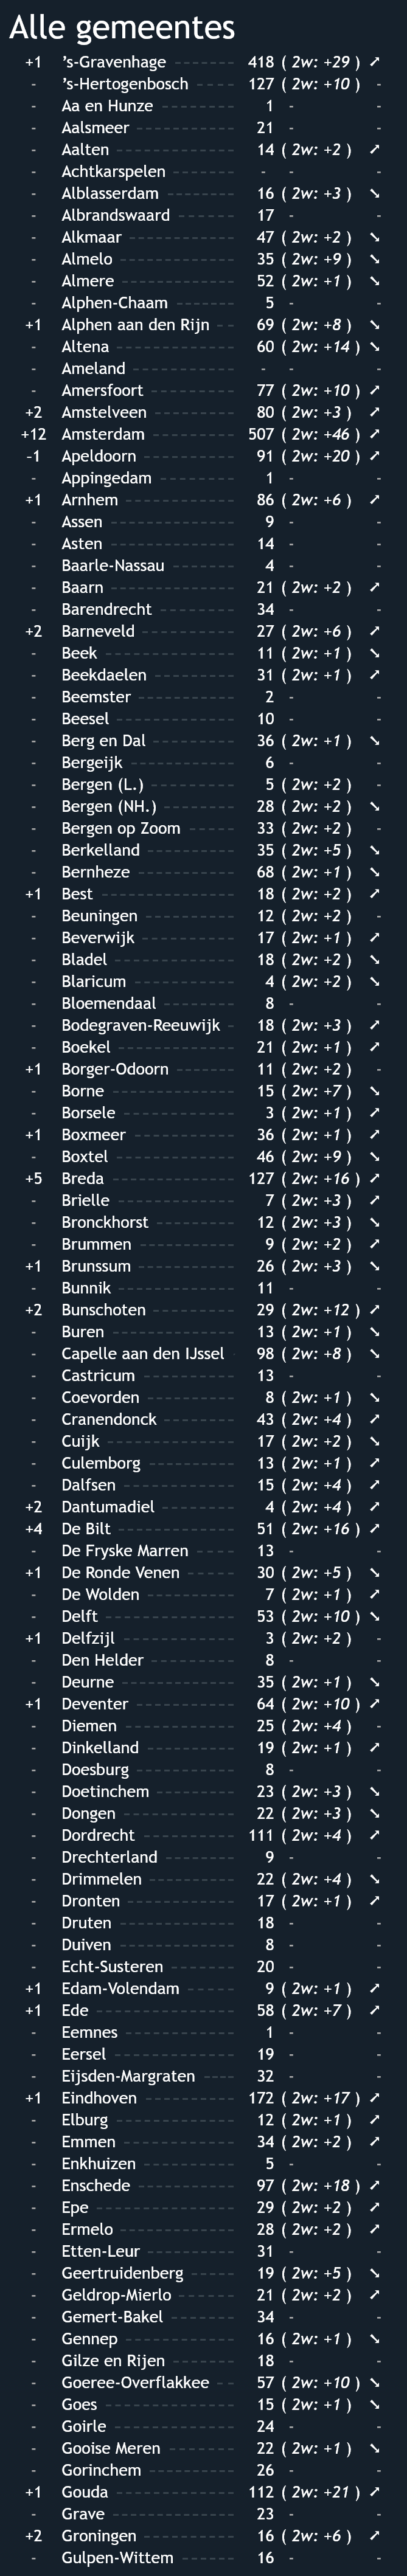 Alle gemeentes
+1 ’s-Gravenhage 418 ( 2w: +29 ) ↗
- ’s-Hertogenbosch 127 ( 2w: +10 ) -
- Aa en Hunze 1 - -
- Aalsmeer 21 - -
- Aalten 14 ( 2w: +2 ) ↗
- Achtkarspelen - - -
- Alblasserdam 16 ( 2w: +3 ) ↘
- Albrandswaard 17 - -
- Alkmaar 47 ( 2w: +2 ) ↘
- Almelo 35 ( 2w: +9 ) ↘
- Almere 52 ( 2w: +1 ) ↘
- Alphen-Chaam 5 - -
+1 Alphen aan den Rijn 69 ( 2w: +8 ) ↘
- Altena 60 ( 2w: +14 ) ↘
- Ameland - - -
- Amersfoort 77 ( 2w: +10 ) ↗
+2 Amstelveen 80 ( 2w: +3 ) ↗
+12 Amsterdam 507 ( 2w: +46 ) ↗
-1 Apeldoorn 91 ( 2w: +20 ) ↗
- Appingedam 1 - -
+1 Arnhem 86 ( 2w: +6 ) ↗
- Assen 9 - -
- Asten 14 - -
- Baarle-Nassau 4 - -
- Baarn 21 ( 2w: +2 ) ↗
- Barendrecht 34 - -
+2 Barneveld 27 ( 2w: +6 ) ↗
- Beek 11 ( 2w: +1 ) ↘
- Beekdaelen 31 ( 2w: +1 ) ↗
- Beemster 2 - -
- Beesel 10 - -
- Berg en Dal 36 ( 2w: +1 ) ↘
- Bergeijk 6 - -
- Bergen (L.) 5 ( 2w: +2 ) -
- Bergen (NH.) 28 ( 2w: +2 ) ↘
- Bergen op Zoom 33 ( 2w: +2 ) -
- Berkelland 35 ( 2w: +5 ) ↘
- Bernheze 68 ( 2w: +1 ) ↘
+1 Best 18 ( 2w: +2 ) ↗
- Beuningen 12 ( 2w: +2 ) -
- Beverwijk 17 ( 2w: +1 ) ↗
- Bladel 18 ( 2w: +2 ) ↘
- Blaricum 4 ( 2w: +2 ) ↘
- Bloemendaal 8 - -
- Bodegraven-Reeuwijk 18 ( 2w: +3 ) ↗
- Boekel 21 ( 2w: +1 ) ↗
+1 Borger-Odoorn 11 ( 2w: +2 ) -
- Borne 15 ( 2w: +7 ) ↘
- Borsele 3 ( 2w: +1 ) ↗
+1 Boxmeer 36 ( 2w: +1 ) ↗
- Boxtel 46 ( 2w: +9 ) ↘
+5 Breda 127 ( 2w: +16 ) ↗
- Brielle 7 ( 2w: +3 ) ↗
- Bronckhorst 12 ( 2w: +3 ) ↘
- Brummen 9 ( 2w: +2 ) ↗
+1 Brunssum 26 ( 2w: +3 ) ↘
- Bunnik 11 - -
+2 Bunschoten 29 ( 2w: +12 ) ↗
- Buren 13 ( 2w: +1 ) ↘
- Capelle aan den IJssel 98 ( 2w: +8 ) ↘
- Castricum 13 - -
- Coevorden 8 ( 2w: +1 ) ↘
- Cranendonck 43 ( 2w: +4 ) ↗
- Cuijk 17 ( 2w: +2 ) ↘
- Culemborg 13 ( 2w: +1 ) ↗
- Dalfsen 15 ( 2w: +4 ) ↗
+2 Dantumadiel 4 ( 2w: +4 ) ↗
+4 De Bilt 51 ( 2w: +16 ) ↗
- De Fryske Marren 13 - -
+1 De Ronde Venen 30 ( 2w: +5 ) ↘
- De Wolden 7 ( 2w: +1 ) ↗
- Delft 53 ( 2w: +10 ) ↘
+1 Delfzijl 3 ( 2w: +2 ) -
- Den Helder 8 - -
- Deurne 35 ( 2w: +1 ) ↘
+1 Deventer 64 ( 2w: +10 ) ↗
- Diemen 25 ( 2w: +4 ) -
- Dinkelland 19 ( 2w: +1 ) ↗
- Doesburg 8 - -
- Doetinchem 23 ( 2w: +3 ) ↘
- Dongen 22 ( 2w: +3 ) ↘
- Dordrecht 111 ( 2w: +4 ) ↗
- Drechterland 9 - -
- Drimmelen 22 ( 2w: +4 ) ↘
- Dronten 17 ( 2w: +1 ) ↗
- Druten 18 - -
- Duiven 8 - -
- Echt-Susteren 20 - -
+1 Edam-Volendam 9 ( 2w: +1 ) ↗
+1 Ede 58 ( 2w: +7 ) ↗
- Eemnes 1 - -
- Eersel 19 - -
- Eijsden-Margraten 32 - -
+1 Eindhoven 172 ( 2w: +17 ) ↗
- Elburg 12 ( 2w: +1 ) ↗
- Emmen 34 ( 2w: +2 ) ↗
- Enkhuizen 5 - -
- Enschede 97 ( 2w: +18 ) ↗
- Epe 29 ( 2w: +2 ) ↗
- Ermelo 28 ( 2w: +2 ) ↗
- Etten-Leur 31 - -
- Geertruidenberg 19 ( 2w: +5 ) ↘
- Geldrop-Mierlo 21 ( 2w: +2 ) ↗
- Gemert-Bakel 34 - -
- Gennep 16 ( 2w: +1 ) ↘
- Gilze en Rijen 18 - -
- Goeree-Overflakkee 57 ( 2w: +10 ) ↘
- Goes 15 ( 2w: +1 ) ↘
- Goirle 24 - -
- Gooise Meren 22 ( 2w: +1 ) ↘
- Gorinchem 26 - -
+1 Gouda 112 ( 2w: +21 ) ↗
- Grave 23 - -
+2 Groningen 16 ( 2w: +6 ) ↗
- Gulpen-Wittem 16 - -